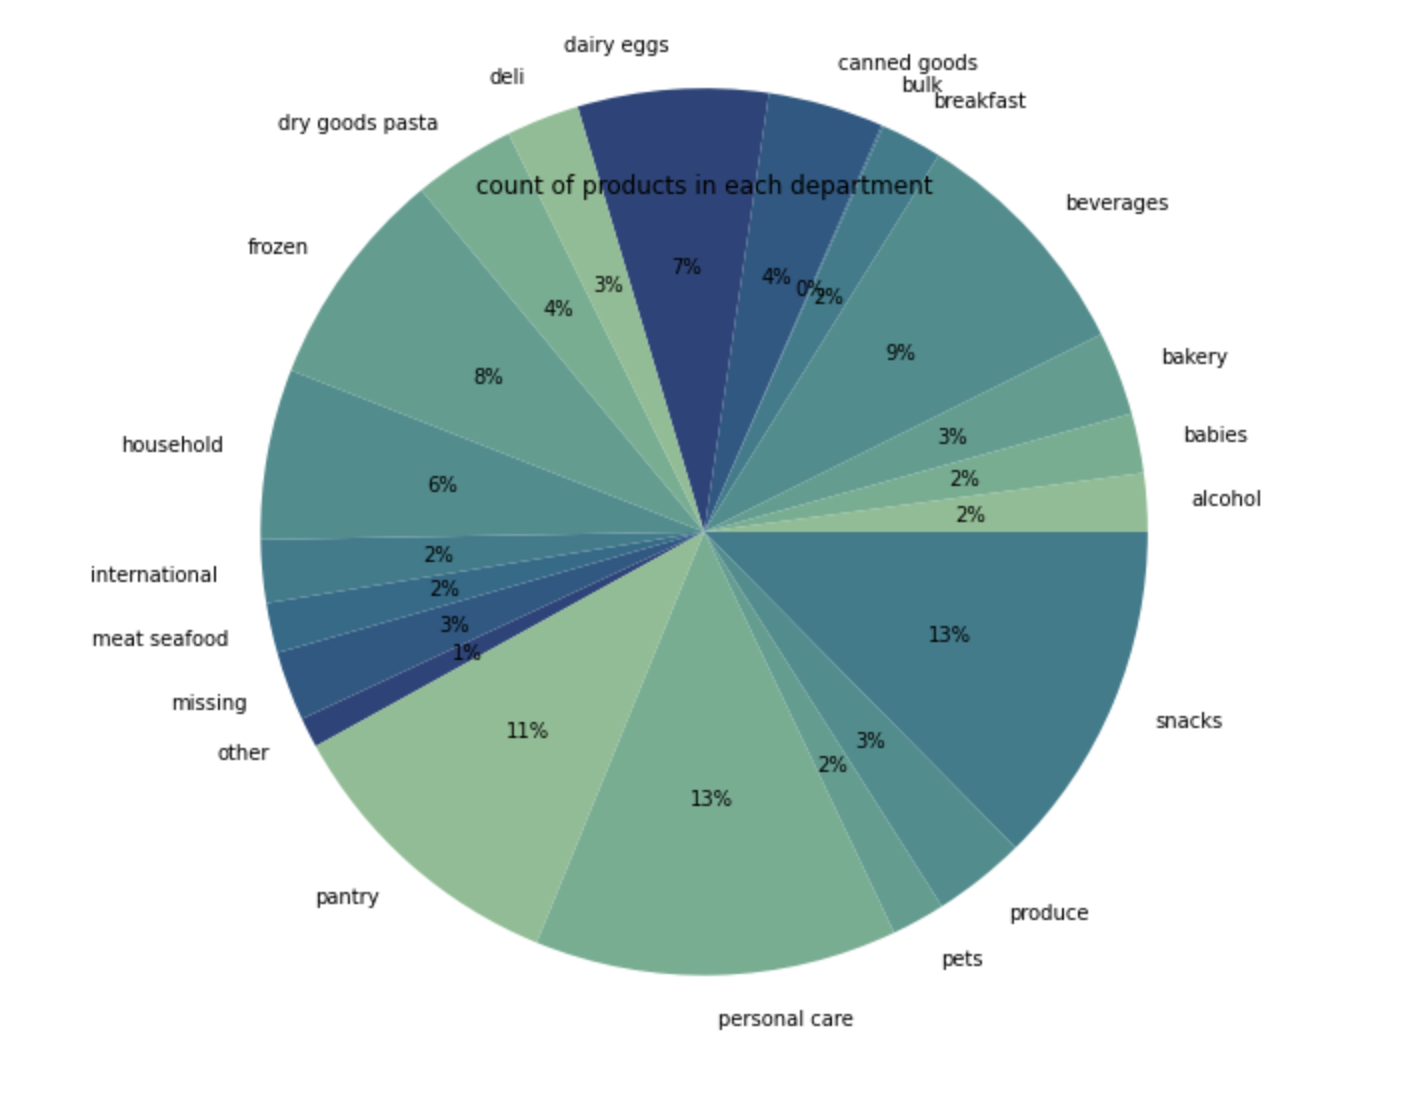 dairy eggs
canned goods
deli
bulk
breakfast
dry goods pasta
count of products in each department
beverages
frozen
7%
4%
3%
0%
2%
4%
9%
bakery
8%
babies
household
3%
2%
6%
alcohol
2%
2%
international
2%
meat seafood
3%
13%
1%
missing
snacks
11%
3%
other
2%
13%
pantry
produce
pets
personal care